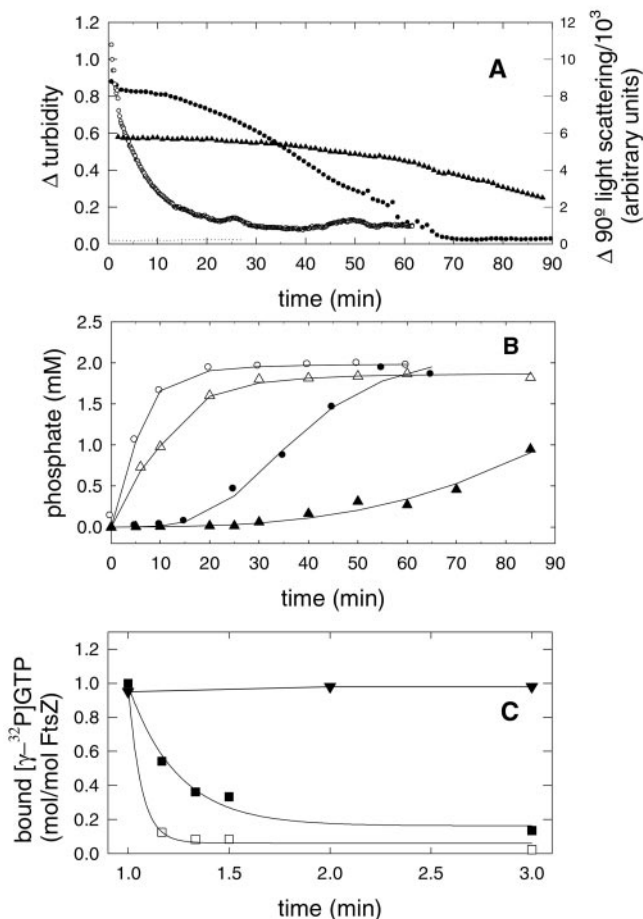 A
1.2
1.0
0.8
0.6
0.4
0.2
0.0
Δ turbidity
12
10
8
6
4
2
0
Δ 90º light scattering/10³
(arbitrary units)
0 10 20 30 40 50 60 70 80 90
time (min)
B
2.5
2.0
1.5
1.0
0.5
0.0
phosphate (mM)
0 10 20 30 40 50 60 70 80 90
time (min)
C
1.2
1.0
0.8
0.6
0.4
0.2
0.0
bound [γ–³²P]GTP
(mol/mol FtsZ)
1.0 1.5 2.0 2.5 3.0
time (min)